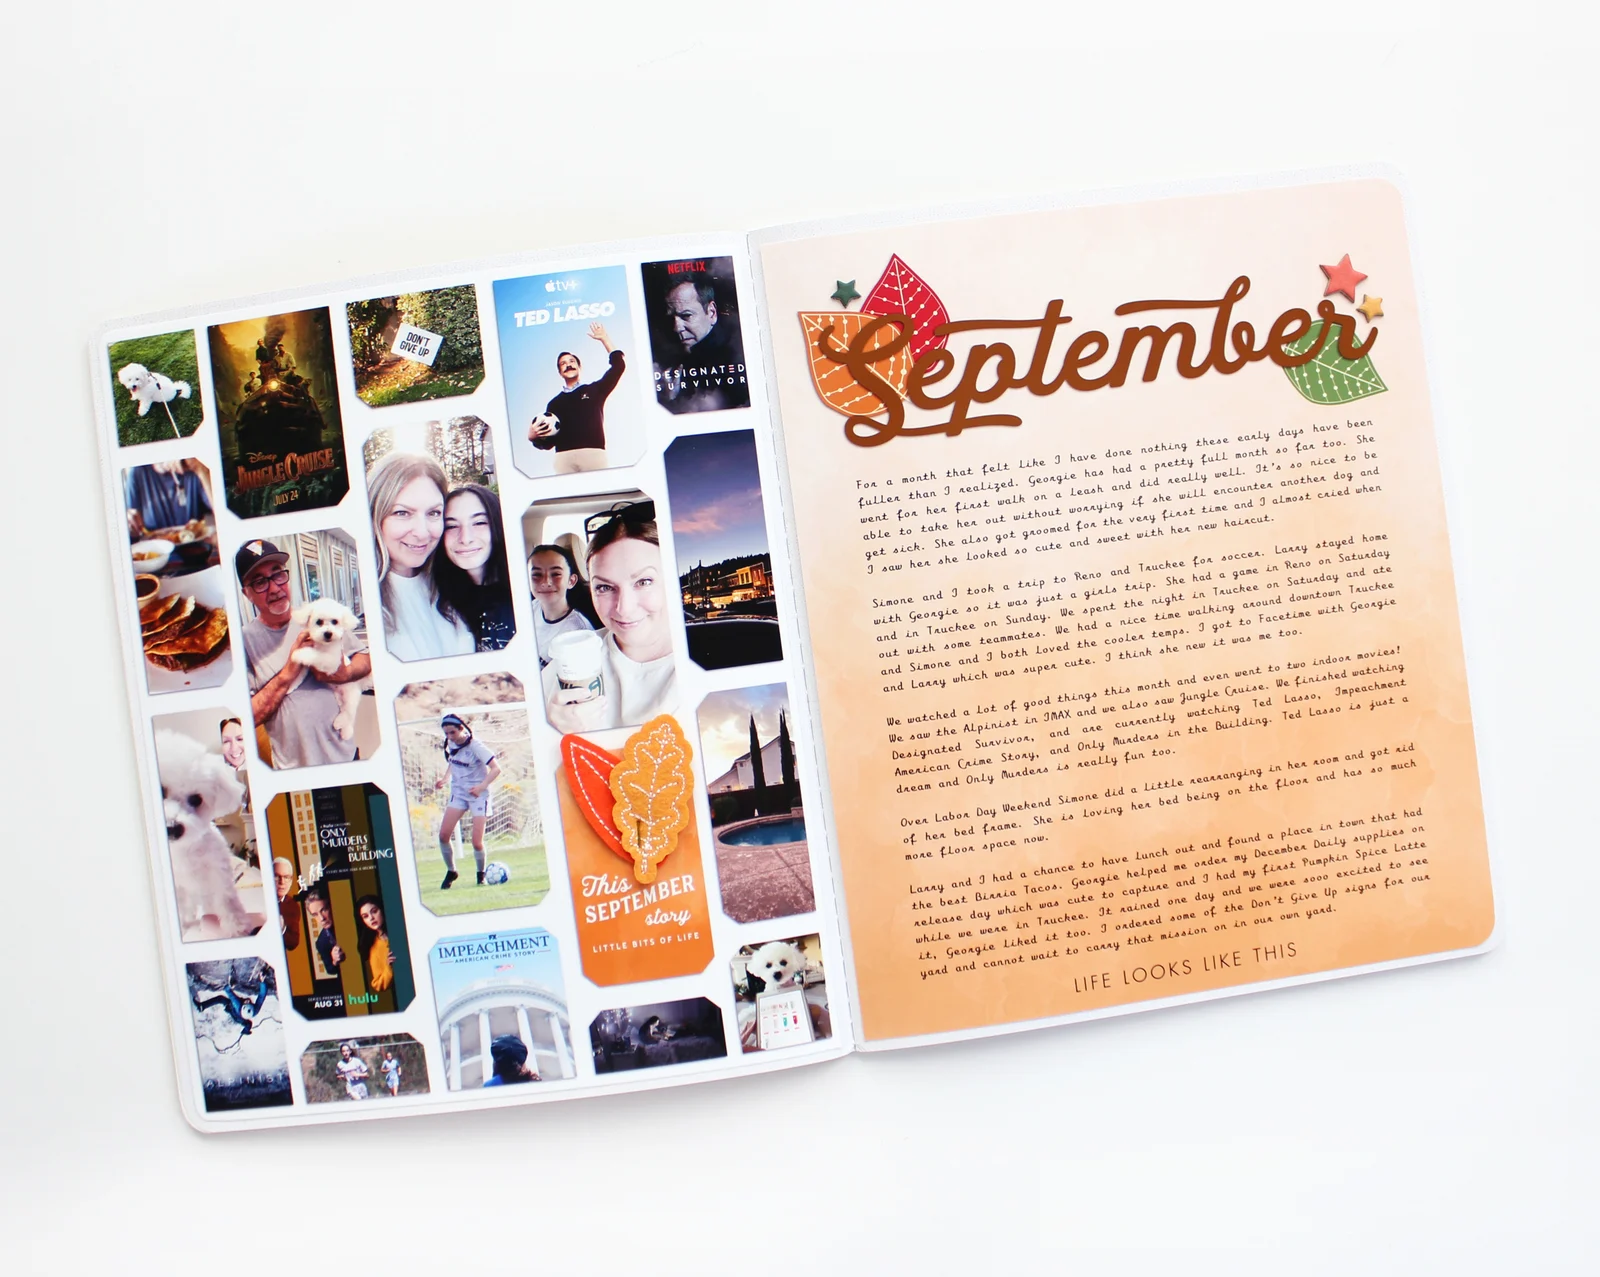 Disney
JUNGLE CRUISE
JULY 24
DON'T
GIVE UP
tv+
TED LASSO
NETFLIX
DESIGNATED
SURVIVOR
ONLY
MURDERS
IN THE
BUILDING
AUG 31
hulu
This
SEPTEMBER
story
LITTLE BITS OF LIFE
FX
IMPEACHMENT
AMERICAN CRIME STORY
ALPINIST
September
For a month that felt like I have done nothing these early days have been
fuller than I realized. Georgie has had a pretty full month so far too. She
went for her first walk on a leash and did really well. It's so nice to be
able to take her out without worrying if she will encounter another dog and
get sick. She also got groomed for the very first time and I almost cried when
I saw her she looked so cute and sweet with her new haircut.
Simone and I took a trip to Reno and Truckee for soccer. Larry stayed home
with Georgie so it was just a girls trip. She had a game in Reno on Saturday
and in Truckee on Sunday. We spent the night in Truckee on Saturday and ate
out with some teammates. We had a nice time walking around downtown Truckee
and Simone and I both loved the cooler temps. I got to Facetime with Georgie
and Larry which was super cute. I think she new it was me too.
We watched a lot of good things this month and even went to two indoor movies!
We saw the Alpinist in IMAX and we also saw Jungle Cruise. We finished watching
Designated Survivor, and are currently watching Ted Lasso, Impeachment
American Crime Story, and Only Murders in the Building. Ted Lasso is just a
dream and Only Murders is really fun too.
Over Labor Day Weekend Simone did a little rearranging in her room and got rid
of her bed frame. She is loving her bed being on the floor and has so much
more floor space now.
Larry and I had a chance to have lunch out and found a place in town that had
the best Birria Tacos. Georgie helped me order my December Daily supplies on
release day which was cute to capture and I had my first Pumpkin Spice Latte
while we were in Truckee. It rained one day and we were sooo excited to see
it, Georgie liked it too. I ordered some of the Don't Give Up signs for our
yard and cannot wait to carry that mission on in our own yard.
LIFE LOOKS LIKE THIS